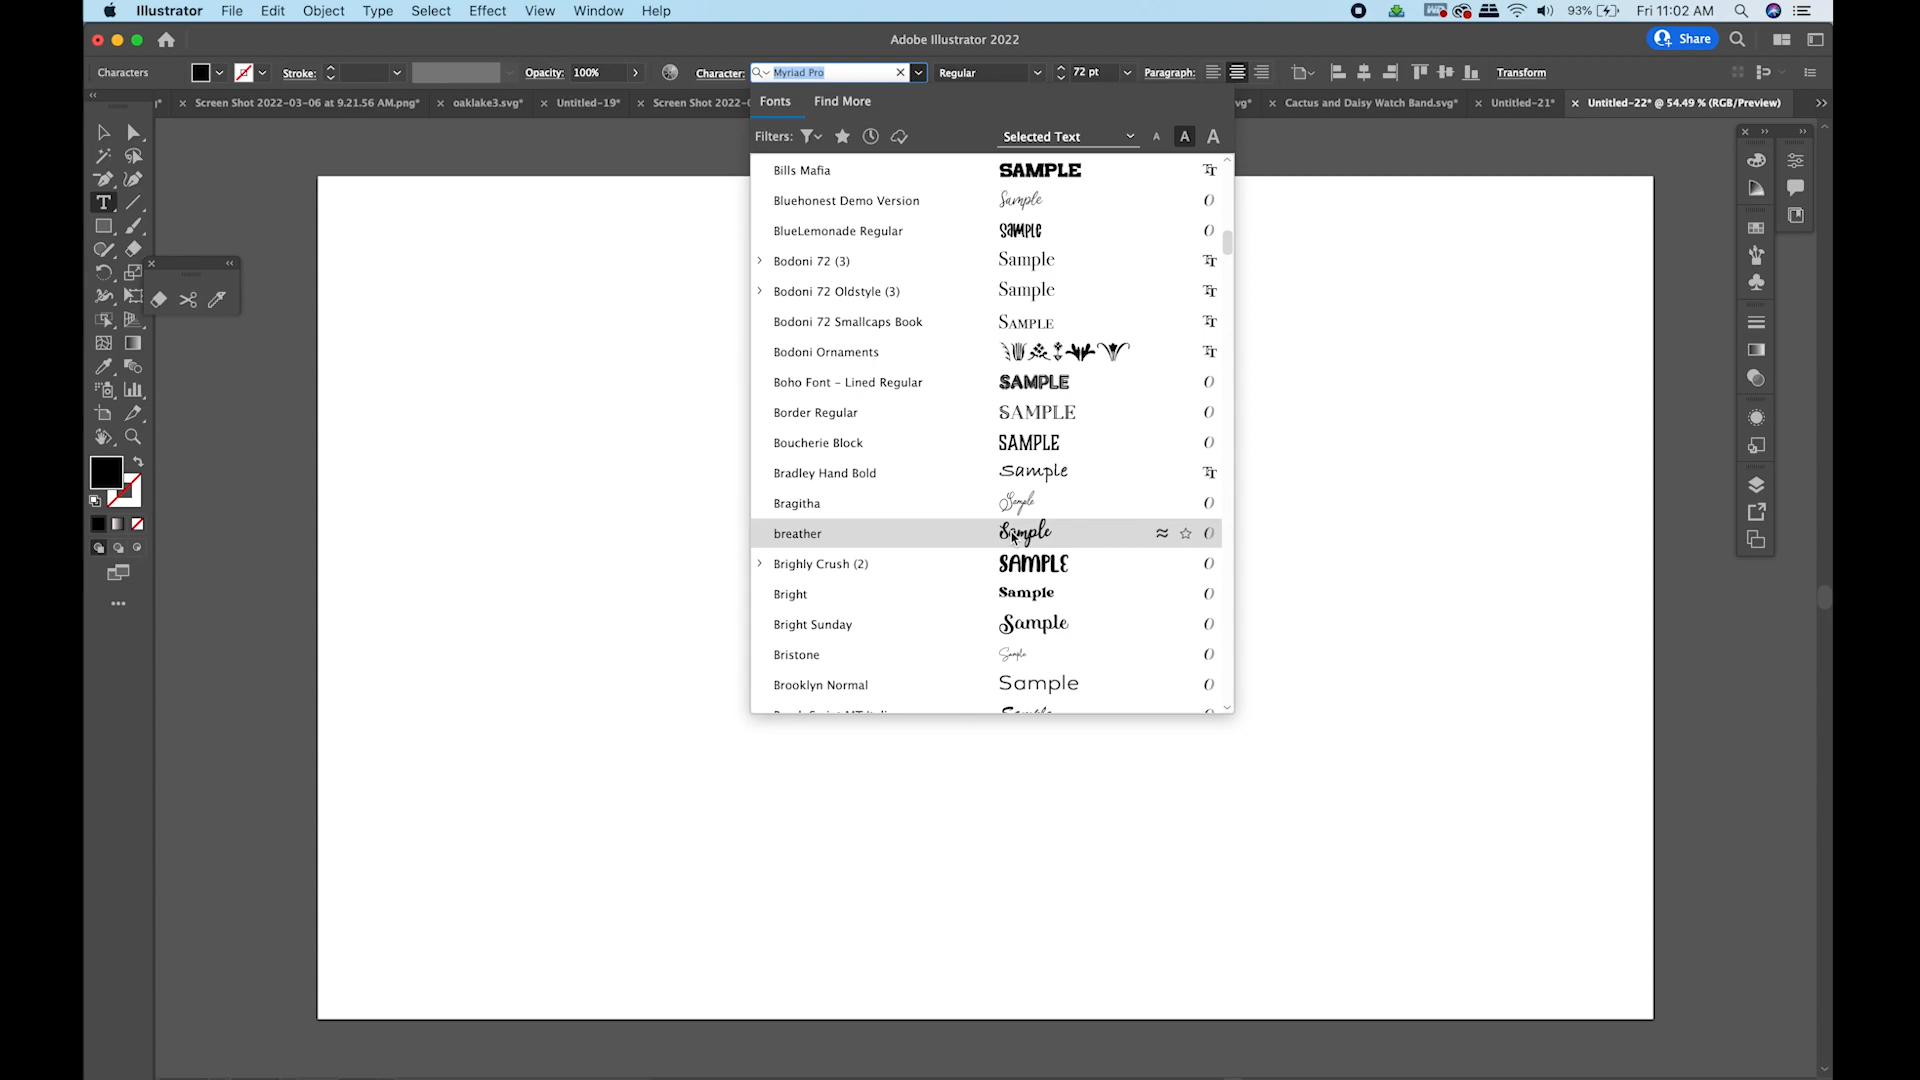 Illustrator File Edit Object Type Select Effect View Window Help
93% Fri 11:02 AM
Adobe Illustrator 2022
Share
Characters Stroke: Opacity: 100% Character: Myriad Pro Regular 72 pt Paragraph: Transform
Screen Shot 2022-03-06 at 9.21.56 AM.png* oaklake3.svg* Untitled-19* Screen Shot 2022-0 vg* Cactus and Daisy Watch Band.svg* Untitled-21* Untitled-22* @ 54.49 % (RGB/Preview)
Fonts Find More
Filters: Selected Text A A A
Bills Mafia SAMPLE
Bluehonest Demo Version Sample
BlueLemonade Regular SAMPLE
Bodoni 72 (3) Sample
Bodoni 72 Oldstyle (3) Sample
Bodoni 72 Smallcaps Book SAMPLE
Bodoni Ornaments
Boho Font - Lined Regular SAMPLE
Border Regular SAMPLE
Boucherie Block SAMPLE
Bradley Hand Bold Sample
Bragitha Sample
breather Sample
Brighly Crush (2) SAMPLE
Bright Sample
Bright Sunday Sample
Bristone Sample
Brooklyn Normal Sample